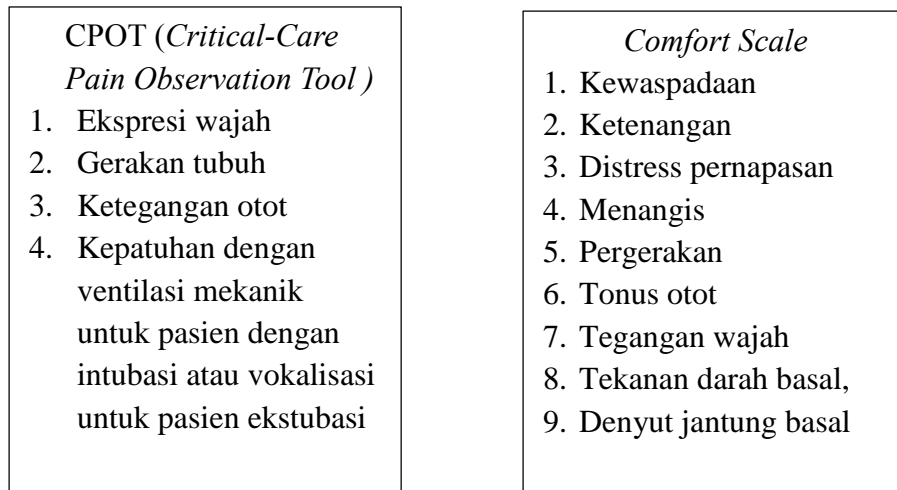 CPOT (Critical-Care
Pain Observation Tool )
1. Ekspresi wajah
2. Gerakan tubuh
3. Ketegangan otot
4. Kepatuhan dengan
ventilasi mekanik
untuk pasien dengan
intubasi atau vokalisasi
untuk pasien ekstubasi
Comfort Scale
1. Kewaspadaan
2. Ketenangan
3. Distress pernapasan
4. Menangis
5. Pergerakan
6. Tonus otot
7. Tegangan wajah
8. Tekanan darah basal,
9. Denyut jantung basal